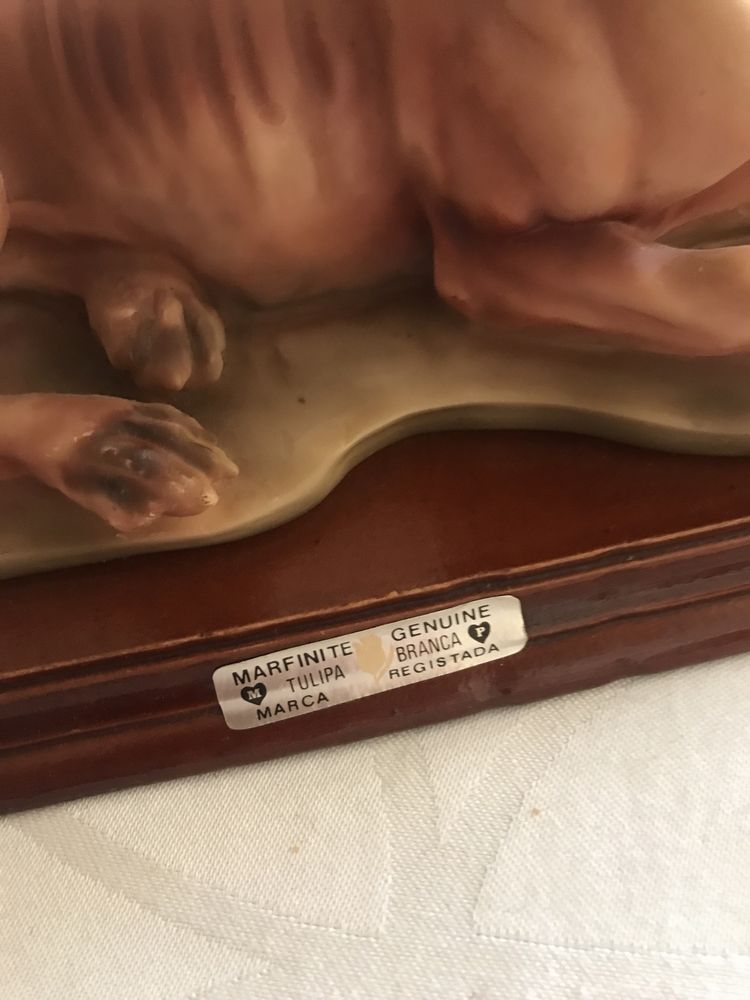 MARFINITE GENUINE
M TULIPA BRANCA P
MARCA REGISTADA